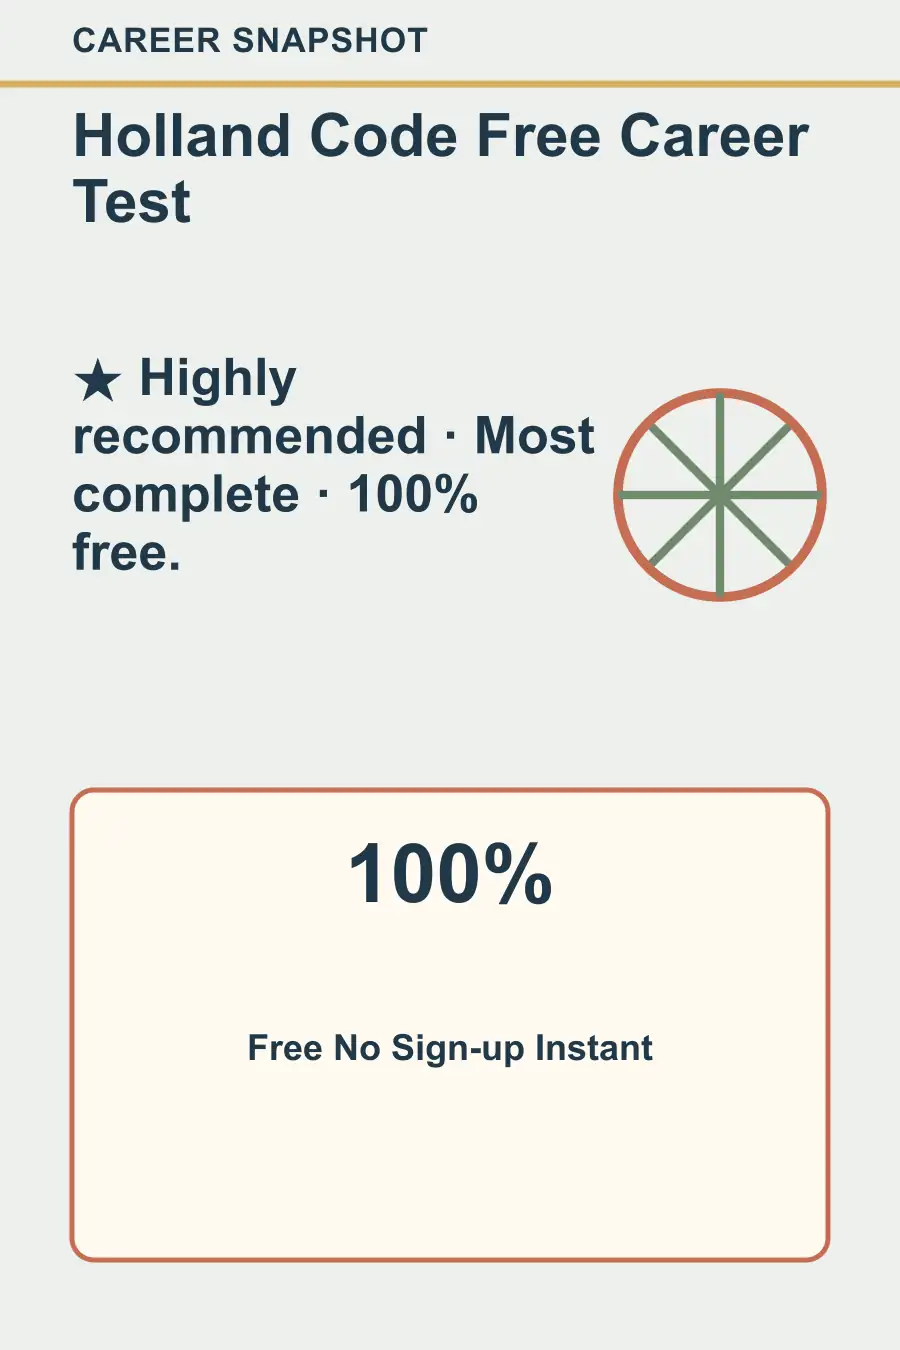 CAREER SNAPSHOT
Holland Code Free Career
Test
★ Highly
recommended · Most
complete · 100%
free.
100%
Free No Sign-up Instant